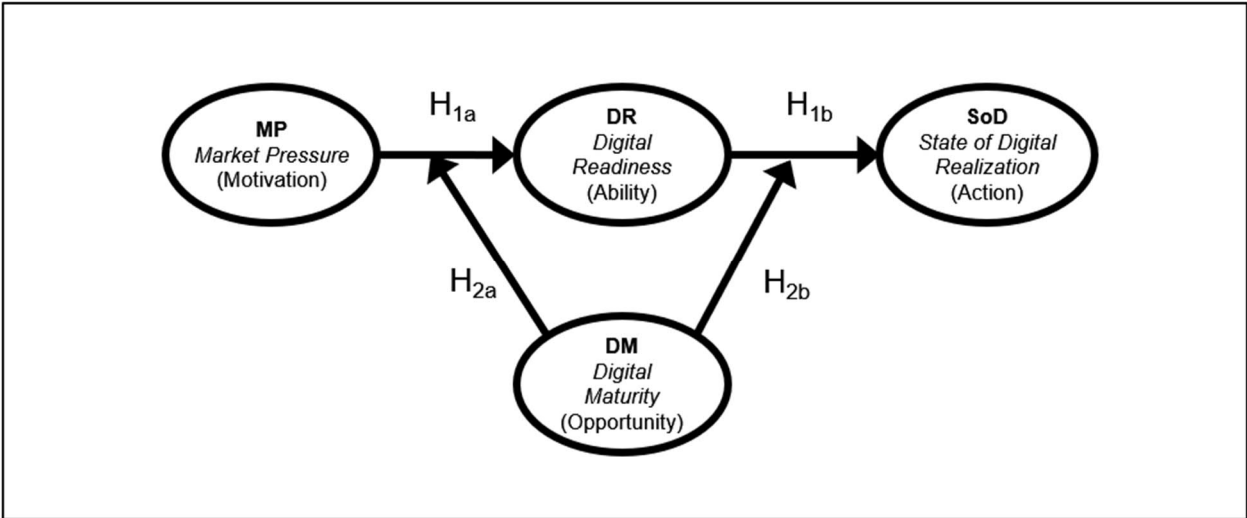 MP
Market Pressure
(Motivation)
H1a
DR
Digital
Readiness
(Ability)
H1b
SoD
State of Digital
Realization
(Action)
H2a
H2b
DM
Digital
Maturity
(Opportunity)